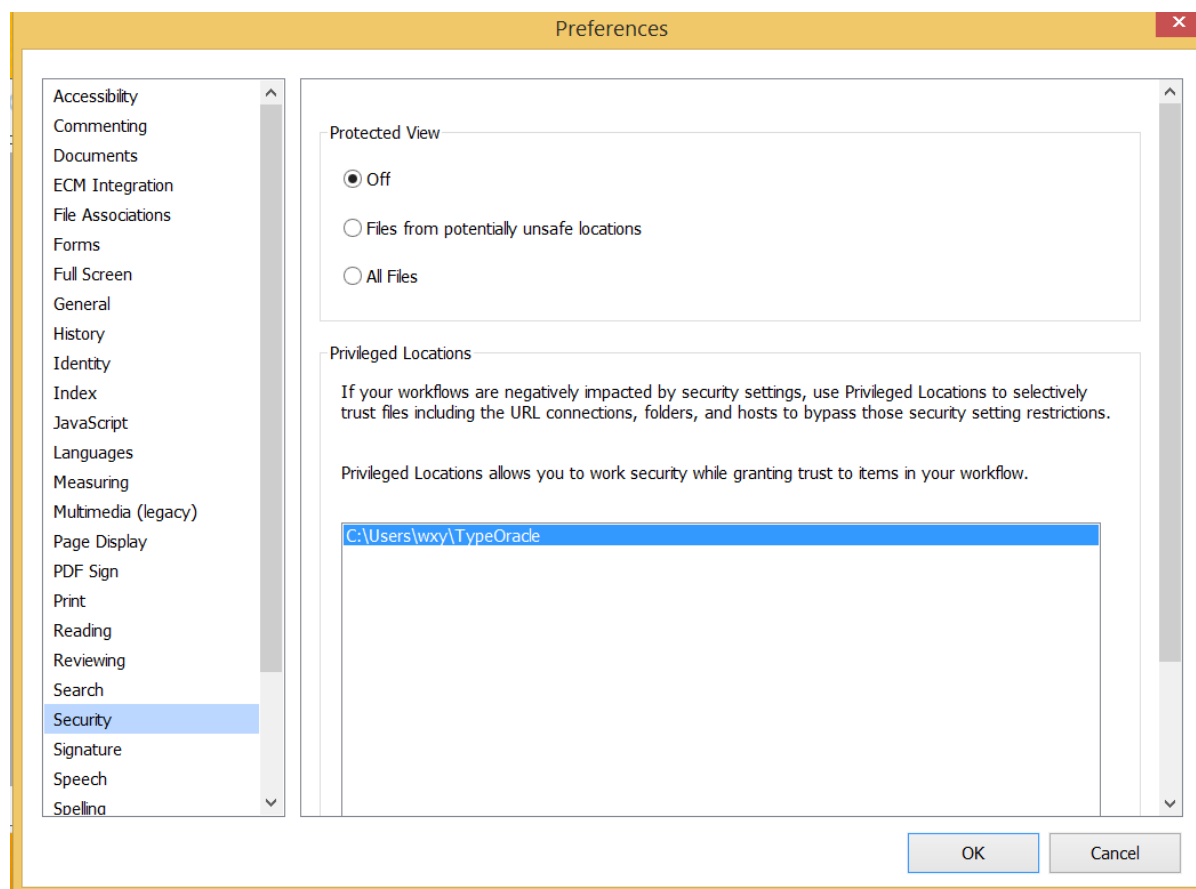 Preferences
Accessibility
Commenting
Documents
ECM Integration
File Associations
Forms
Full Screen
General
History
Identity
Index
JavaScript
Languages
Measuring
Multimedia (legacy)
Page Display
PDF Sign
Print
Reading
Reviewing
Search
Security
Signature
Speech
Spelling
Protected View
Off
Files from potentially unsafe locations
All Files
Privileged Locations
If your workflows are negatively impacted by security settings, use Privileged Locations to selectively
trust files including the URL connections, folders, and hosts to bypass those security setting restrictions.
Privileged Locations allows you to work security while granting trust to items in your workflow.
C:\Users\wxy\TypeOracle
OK
Cancel